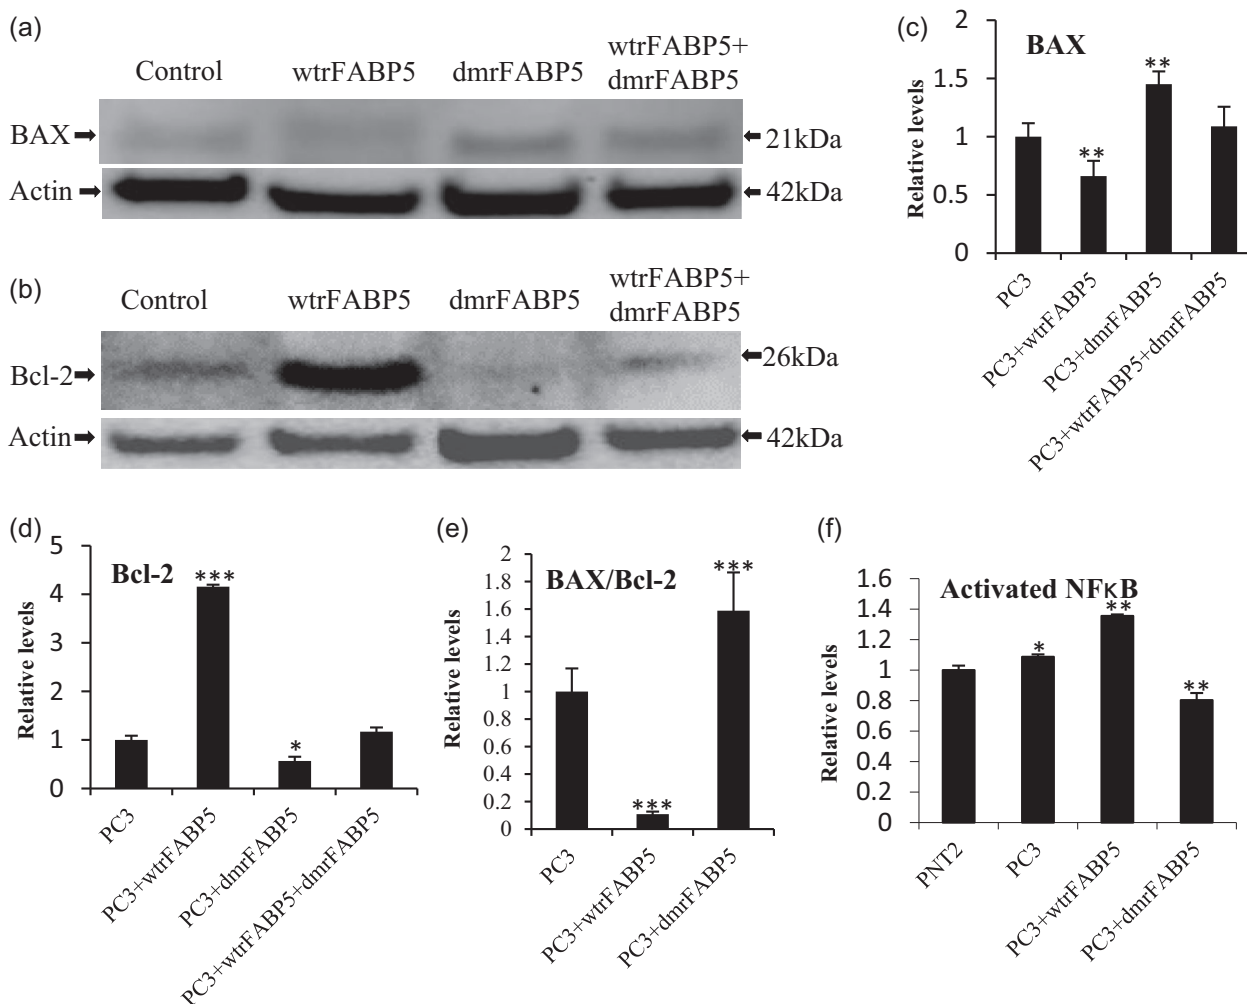 (a)
Control
wtrFABP5
dmrFABP5
wtrFABP5+
dmrFABP5
BAX
21kDa
Actin
42kDa
(b)
Control
wtrFABP5
dmrFABP5
wtrFABP5+
dmrFABP5
Bcl-2
26kDa
Actin
42kDa
(c)
BAX
Relative levels
2
1.5
1
0.5
0
**
**
PC3
PC3+wtrFABP5
PC3+dmrFABP5
PC3+wtrFABP5+dmrFABP5
(d)
Bcl-2
Relative levels
5
4
3
2
1
0
***
*
PC3
PC3+wtrFABP5
PC3+dmrFABP5
PC3+wtrFABP5+dmrFABP5
(e)
BAX/Bcl-2
Relative levels
2
1.8
1.6
1.4
1.2
1
0.8
0.6
0.4
0.2
0
***
***
PC3
PC3+wtrFABP5
PC3+dmrFABP5
(f)
Activated NFκB
Relative levels
1.6
1.4
1.2
1
0.8
0.6
0.4
0.2
0
*
**
**
PNT2
PC3
PC3+wtrFABP5
PC3+dmrFABP5